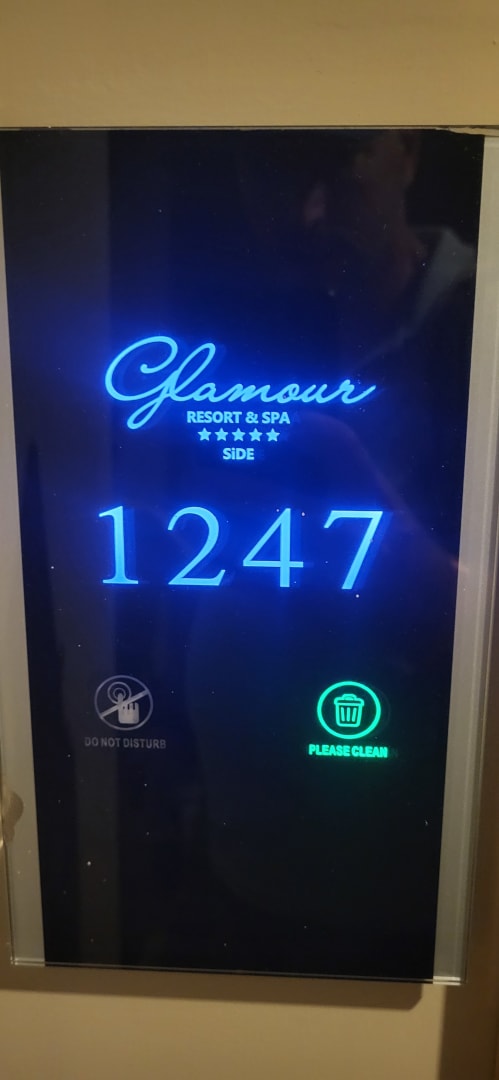 Glamour
RESORT & SPA
SiDE
1247
DO NOT DISTURB
PLEASE CLEAN